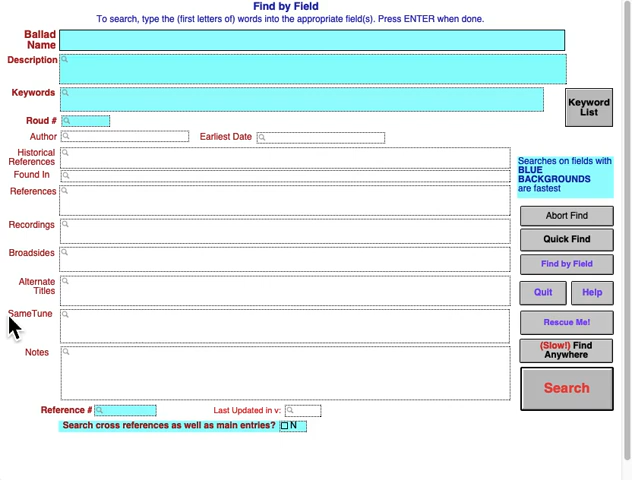 Find by Field
To search, type the (first letters of) words into the appropriate field(s). Press ENTER when done.
Ballad
Name
Description
Keywords
Keyword
List
Roud #
Author
Earliest Date
Historical
References
Found In
Searches on fields with
BLUE
BACKGROUNDS
are fastest
References
Abort Find
Recordings
Quick Find
Broadsides
Find by Field
Alternate
Titles
Quit
Help
SameTune
Rescue Me!
Notes
(Slow!) Find
Anywhere
Search
Reference #
Last Updated in v:
Search cross references as well as main entries?
N